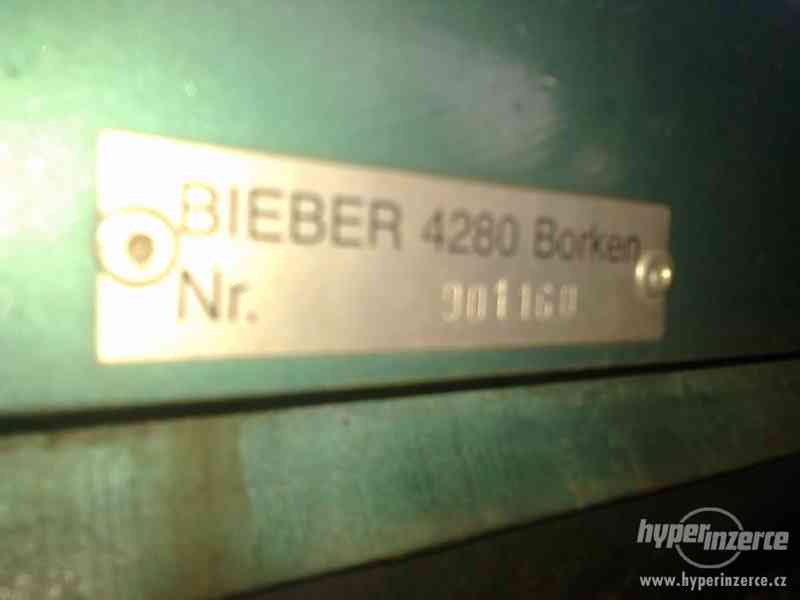 BIEBER 4280 Borken
Nr. 901160
hyperinzerce
www.hyperinzerce.cz